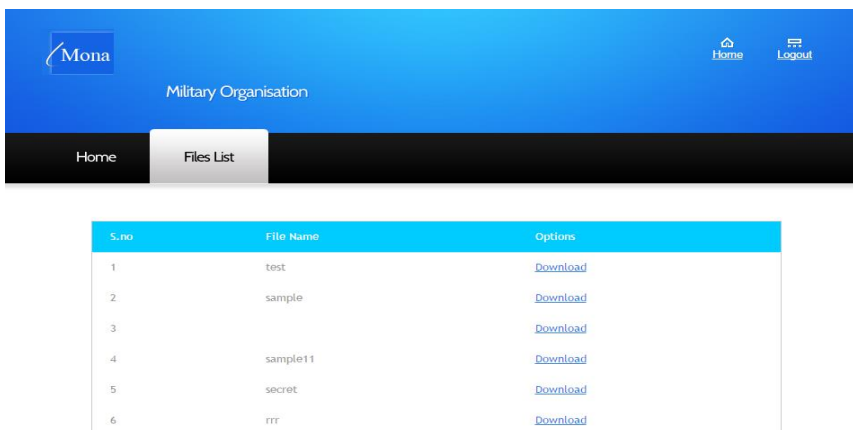 Mona
Home Logout
Military Organisation
Home Files List
S.no File Name Options
1 test Download
2 sample Download
3 Download
4 sample11 Download
5 secret Download
6 rrr Download